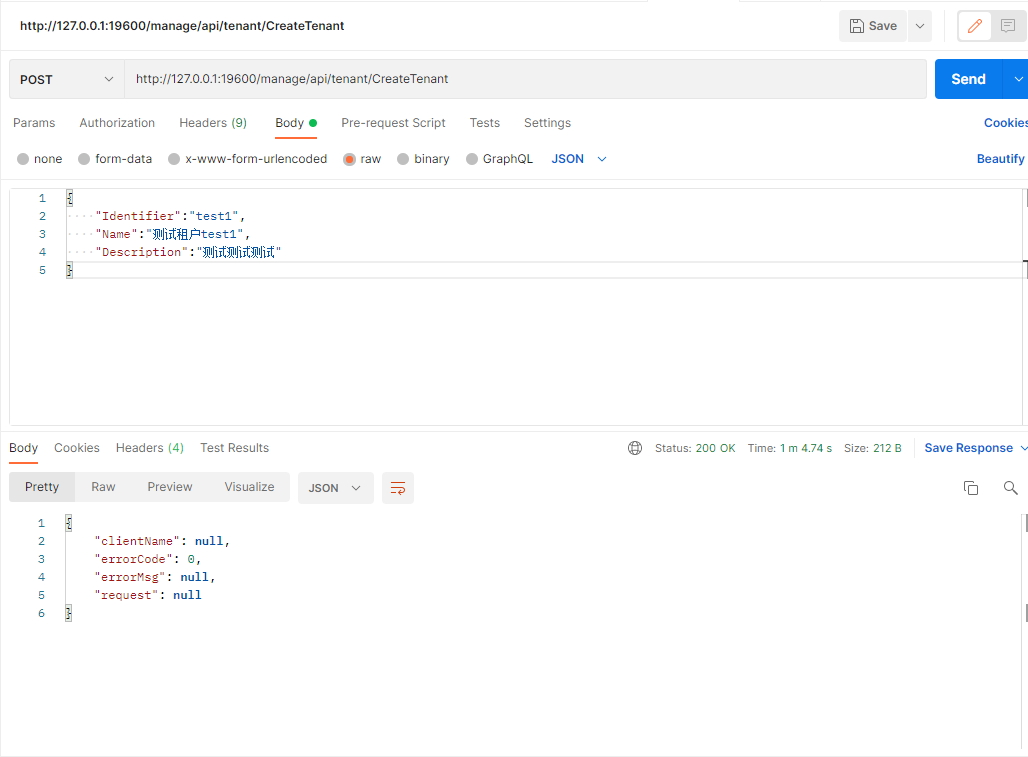 http://127.0.0.1:19600/manage/api/tenant/CreateTenant
Save
POST
http://127.0.0.1:19600/manage/api/tenant/CreateTenant
Send
Params Authorization Headers (9) Body Pre-request Script Tests Settings Cookies
none form-data x-www-form-urlencoded raw binary GraphQL JSON Beautify
1 {
2 "Identifier":"test1",
3 "Name":"测试租户test1",
4 "Description":"测试测试测试"
5 }
Body Cookies Headers (4) Test Results Status: 200 OK Time: 1 m 4.74 s Size: 212 B Save Response
Pretty Raw Preview Visualize JSON
1 {
2 "clientName": null,
3 "errorCode": 0,
4 "errorMsg": null,
5 "request": null
6 }